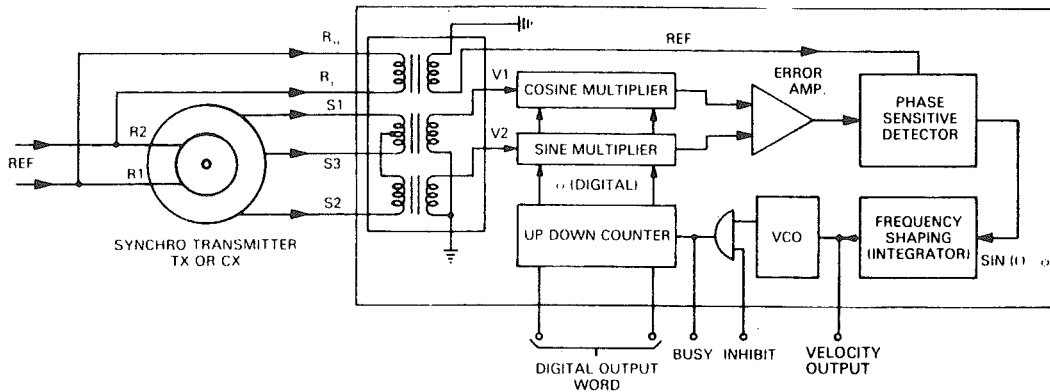 R_H
REF
R_L
V1
COSINE MULTIPLIER
ERROR
AMP.
PHASE
SENSITIVE
DETECTOR
S1
R2
V2
REF
SINE MULTIPLIER
R1
S3
(DIGITAL)
S2
SYNCHRO TRANSMITTER
TX OR CX
UP DOWN COUNTER
VCO
FREQUENCY
SHAPING
(INTEGRATOR)
SIN (
BUSY
INHIBIT
VELOCITY
OUTPUT
DIGITAL OUTPUT
WORD